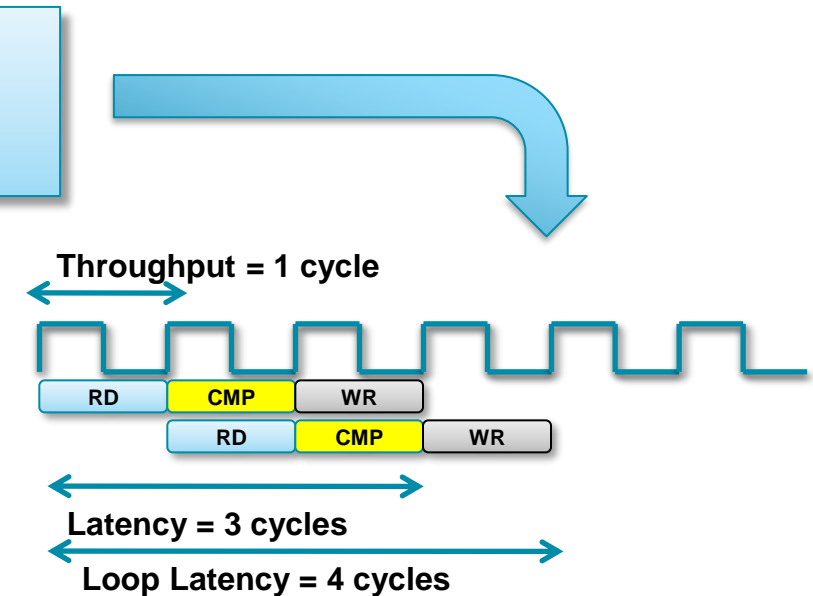 Throughput = 1 cycle
RD CMP WR
RD CMP WR
Latency = 3 cycles
Loop Latency = 4 cycles